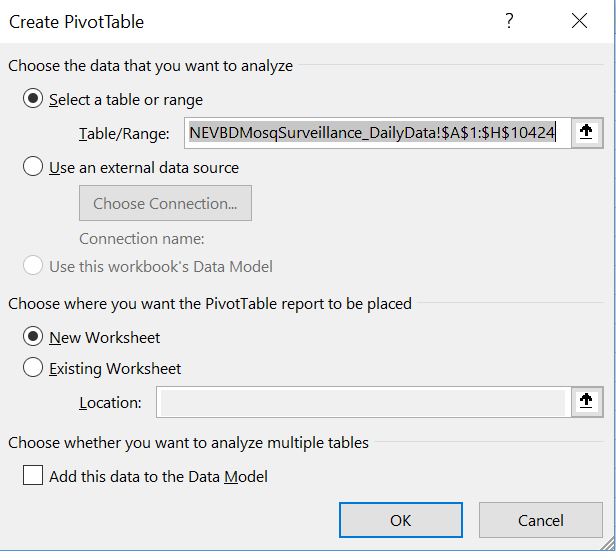 Create PivotTable ? ×
Choose the data that you want to analyze
Select a table or range
Table/Range: NEVBDMosqSurveillance_DailyData!$A$1:$H$10424
Use an external data source
Choose Connection...
Connection name:
Use this workbook's Data Model
Choose where you want the PivotTable report to be placed
New Worksheet
Existing Worksheet
Location:
Choose whether you want to analyze multiple tables
Add this data to the Data Model
OK Cancel